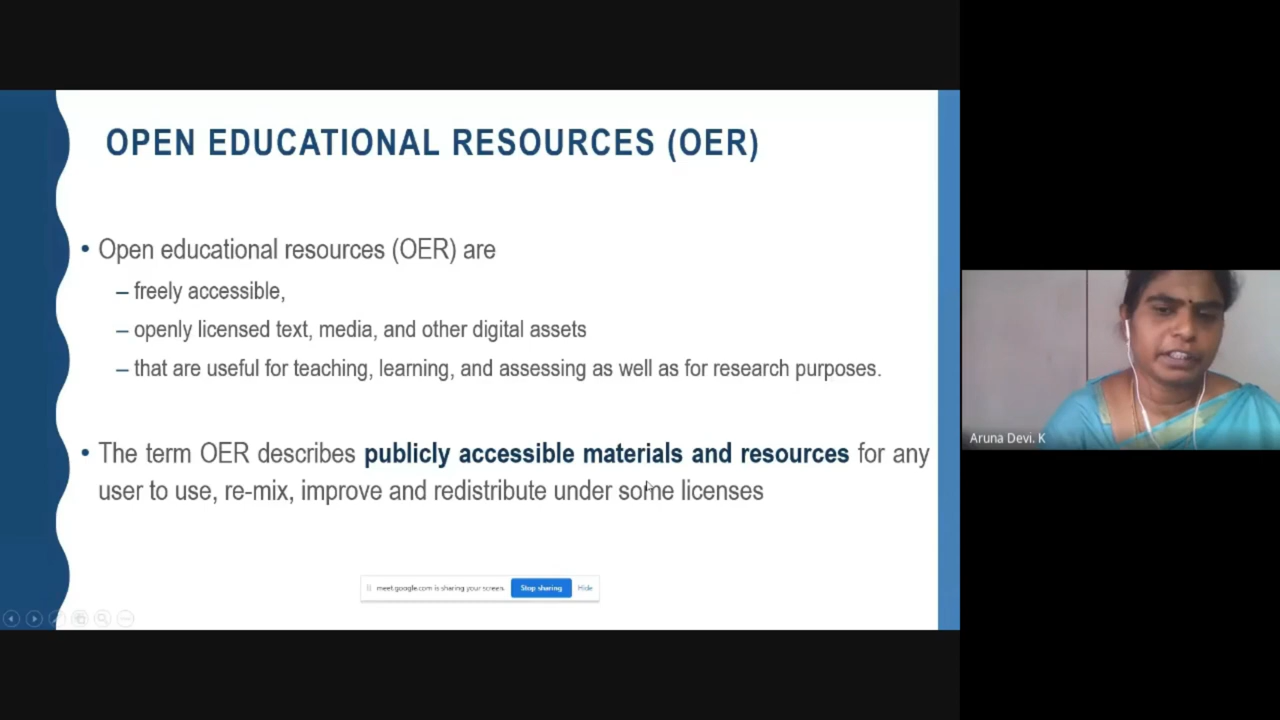 OPEN EDUCATIONAL RESOURCES (OER)
• Open educational resources (OER) are
– freely accessible,
– openly licensed text, media, and other digital assets
– that are useful for teaching, learning, and assessing as well as for research purposes.
• The term OER describes publicly accessible materials and resources for any
user to use, re-mix, improve and redistribute under some licenses
meet.google.com is sharing your screen. Stop sharing Hide
Aruna Devi. K